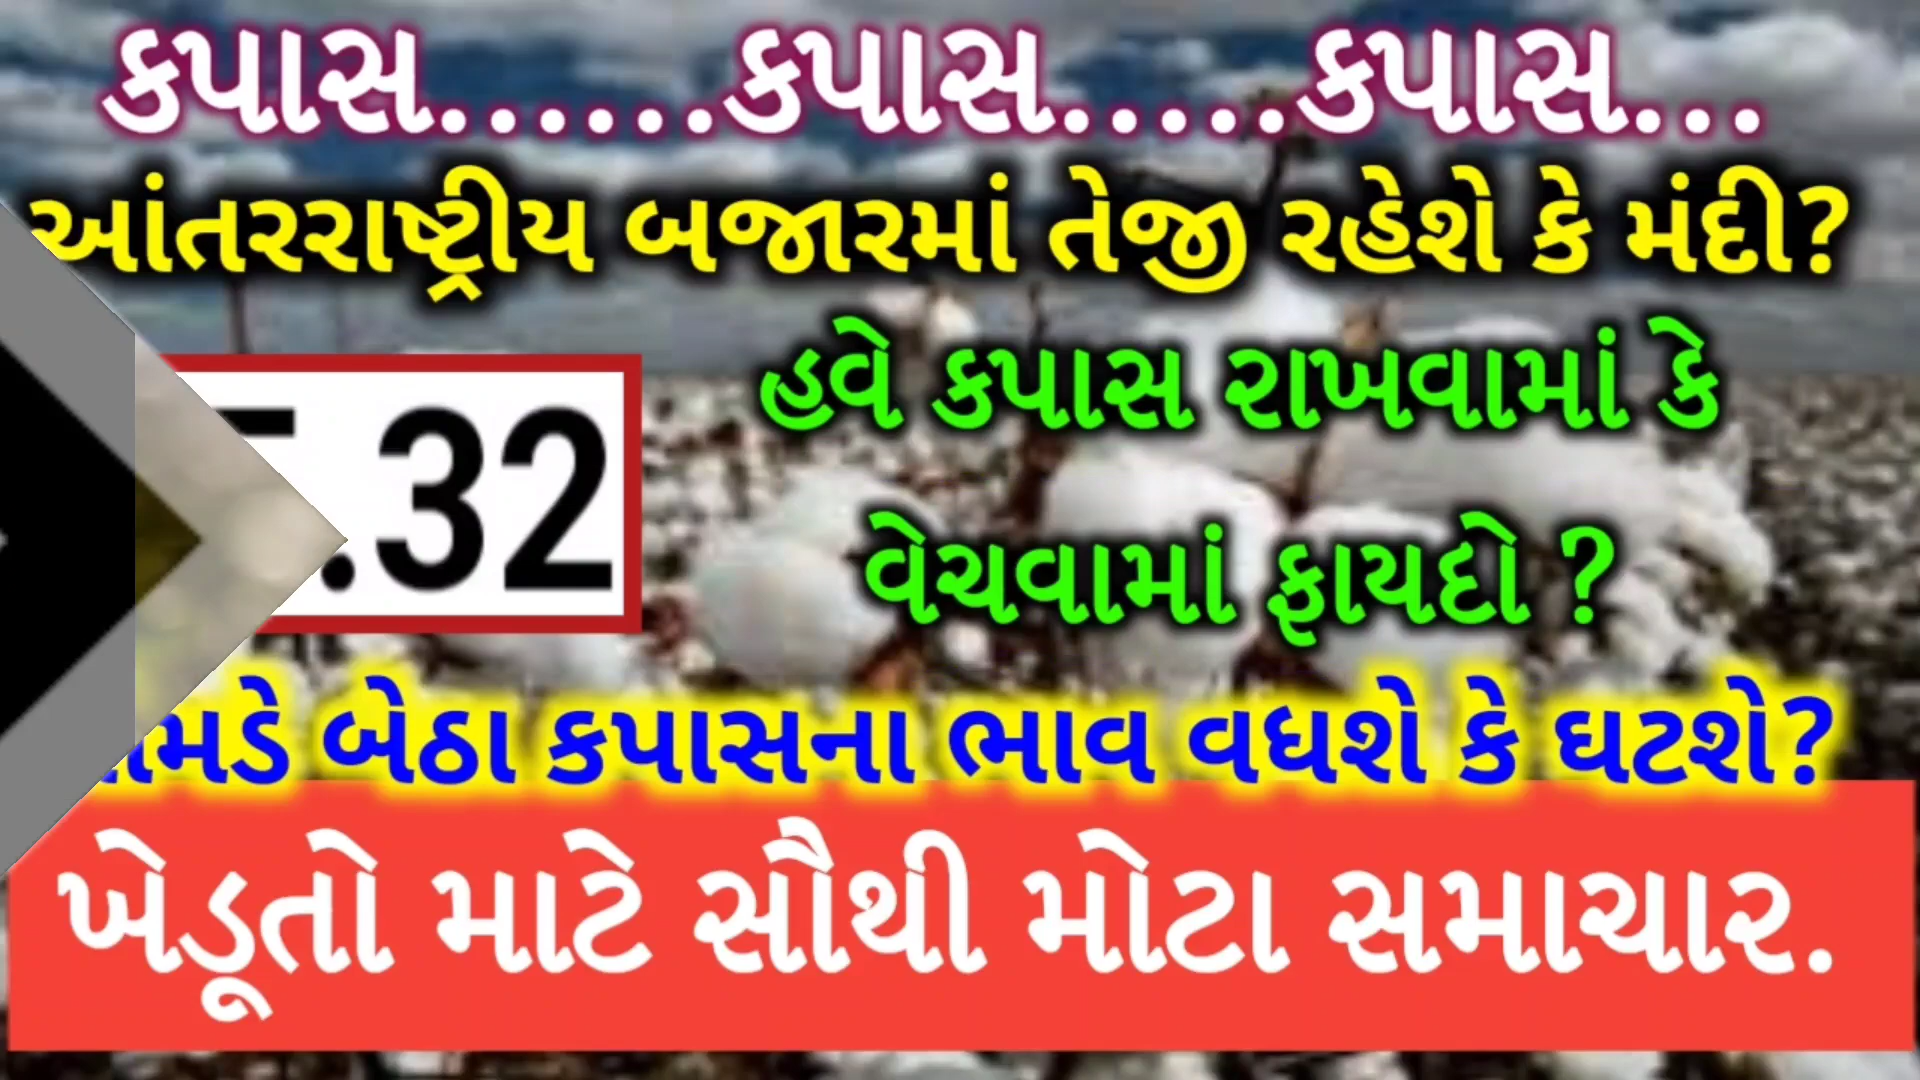 કપાસ......કપાસ.....કપાસ...
આંતરરાષ્ટ્રીય બજારમાં તેજી રહેશે કે મંદી?
હવે કપાસ રાખવામાં કે
.32
વેચવામાં ફાયદો ?
બેઠા કપાસના ભાવ વધશે કે ઘટશે?
ખેડૂતો માટે સૌથી મોટા સમાચાર.